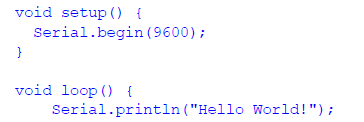 void setup() {
  Serial.begin(9600);
}

void loop() {
    Serial.println("Hello World!");